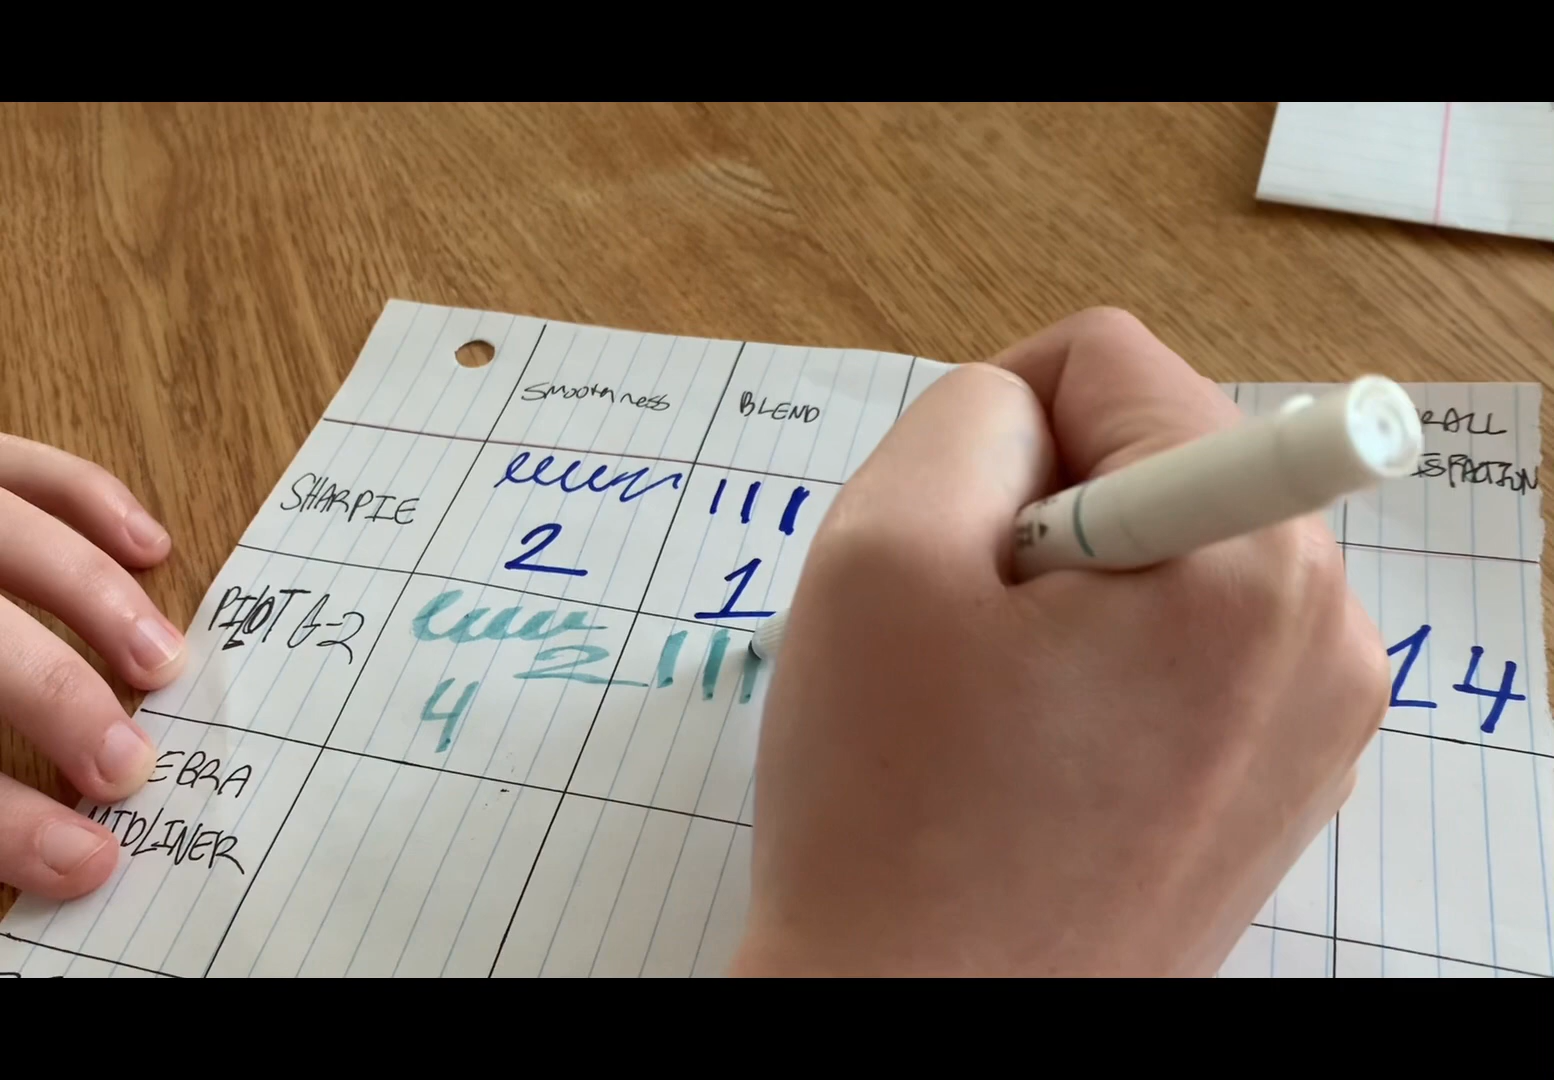 Smoothness BLEND
SHARPIE
2 1 14
PILOT G-2
2
4
EBRA
MIDLINER